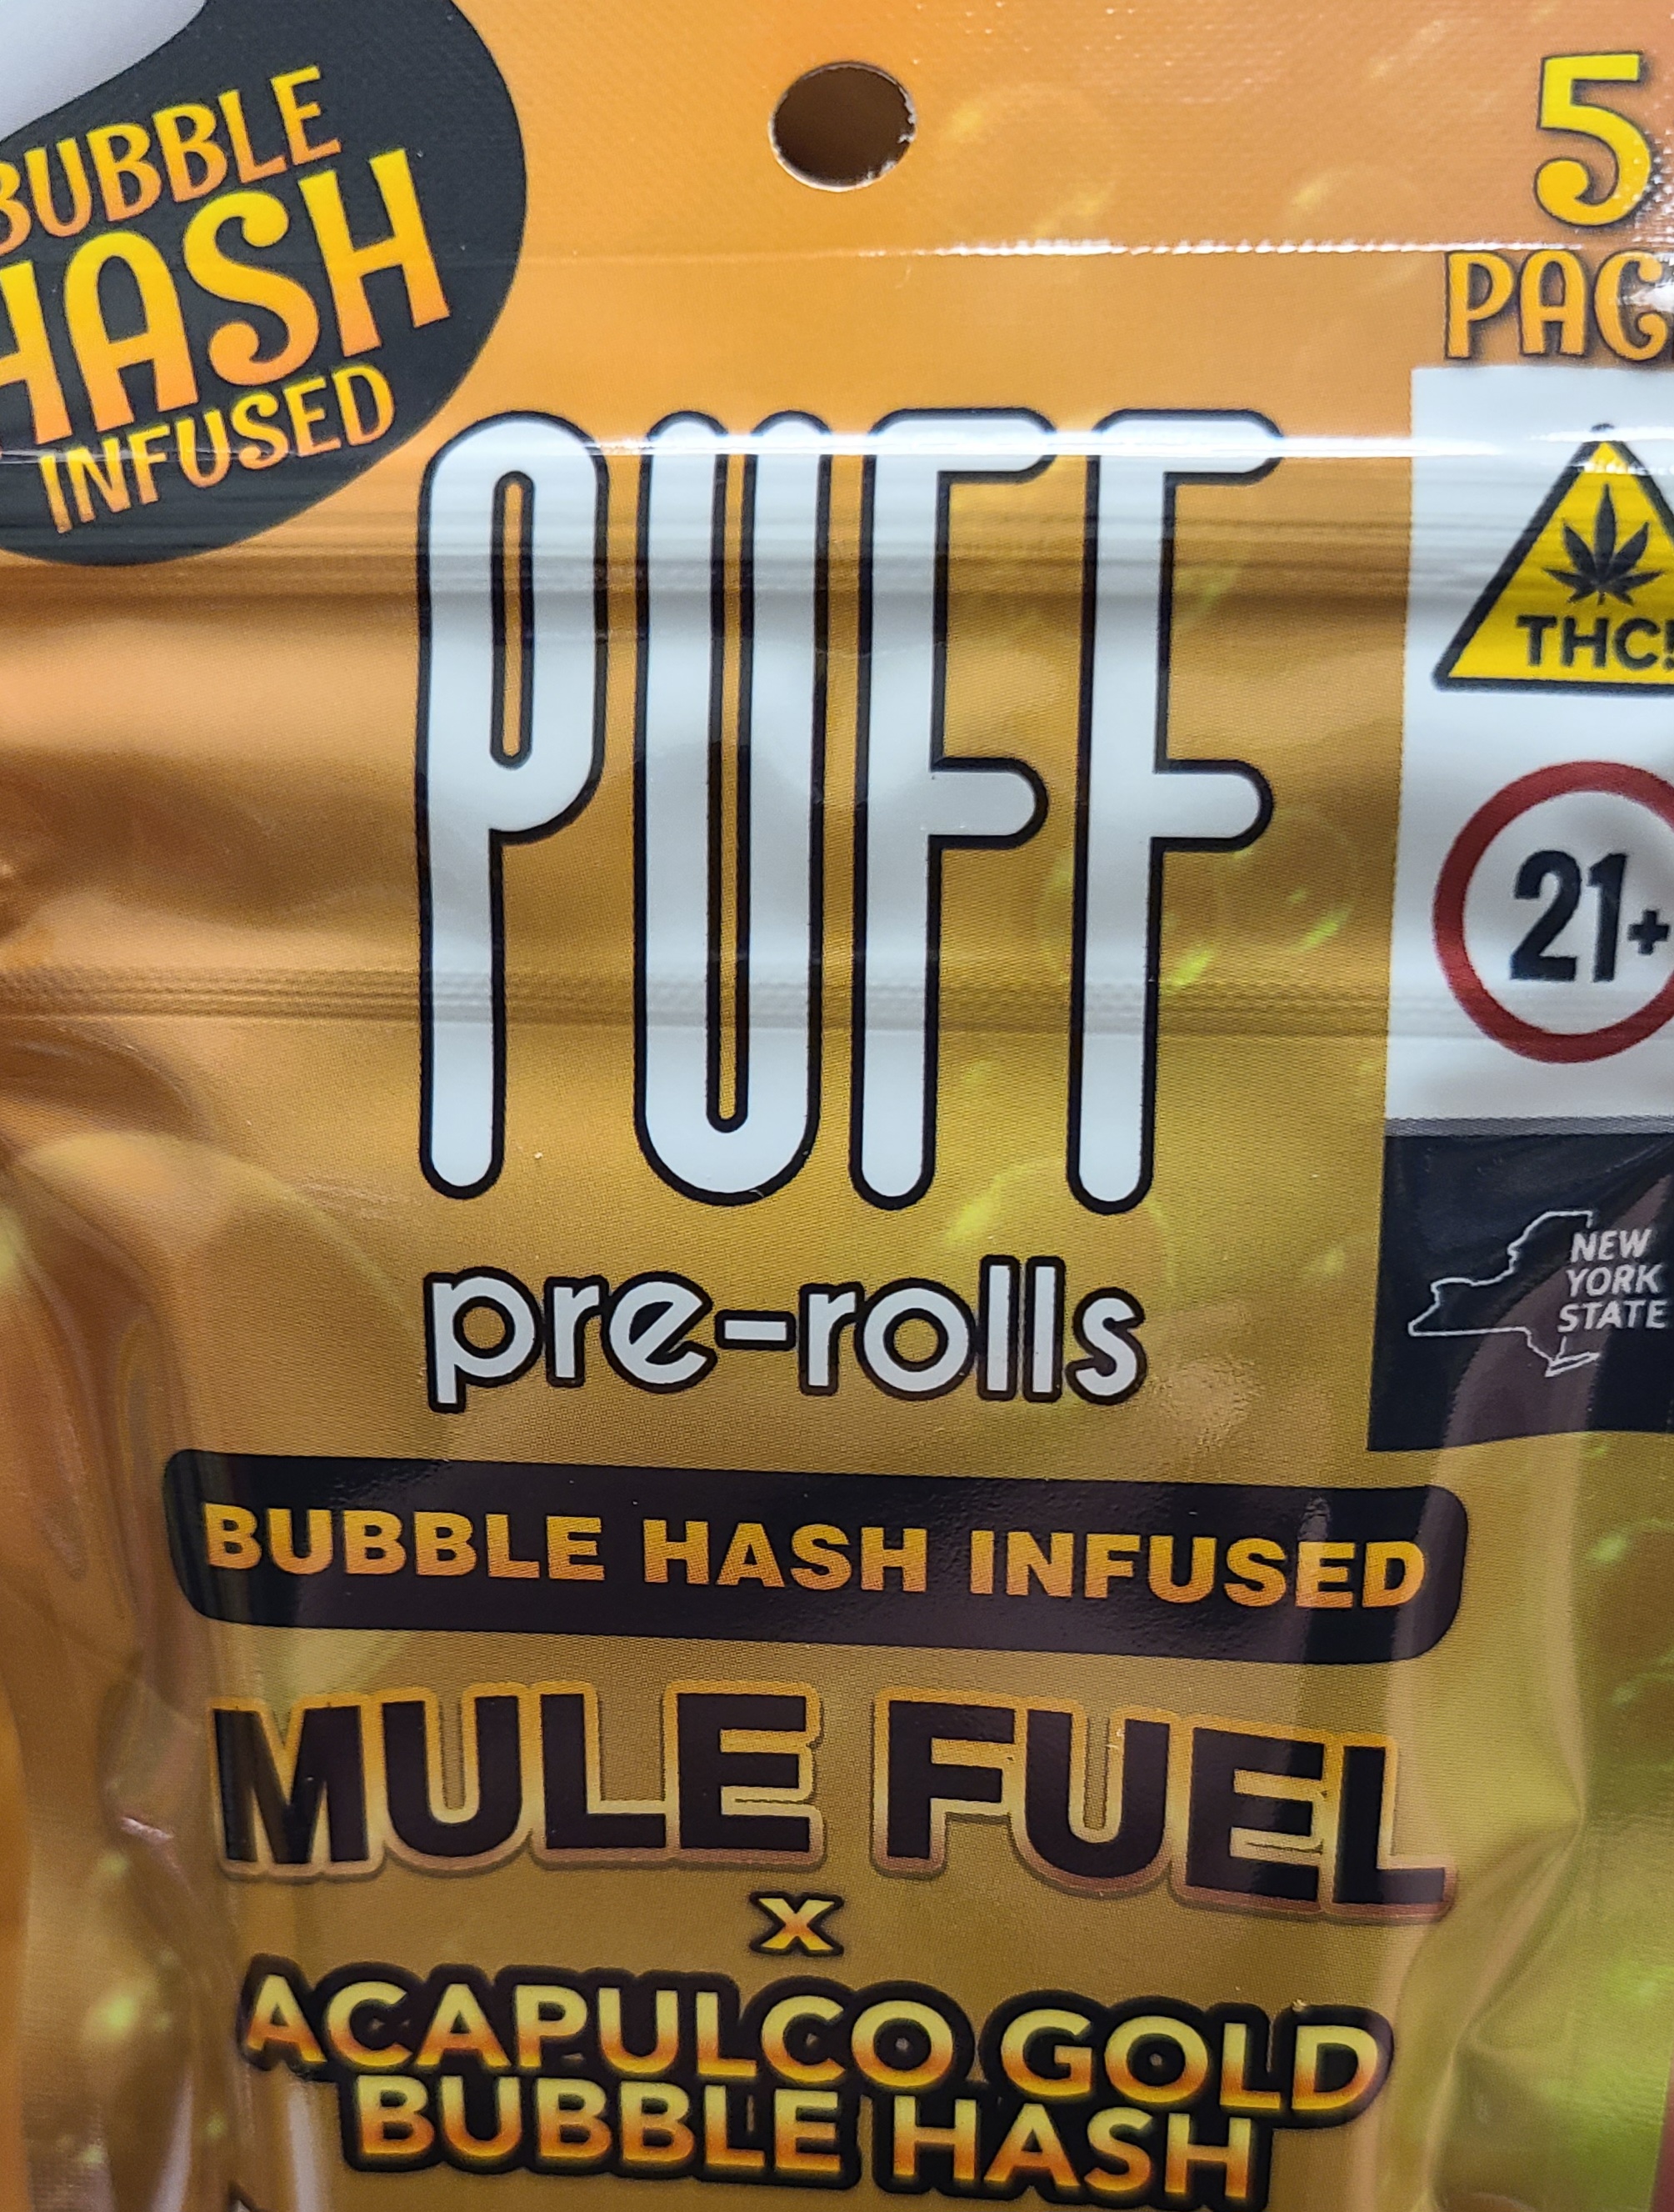 BUBBLE
HASH
INFUSED
5
PACK
PUFF
THC!
21+
pre-rolls
NEW
YORK
STATE
BUBBLE HASH INFUSED
MULE FUEL
x
ACAPULCO GOLD
BUBBLE HASH